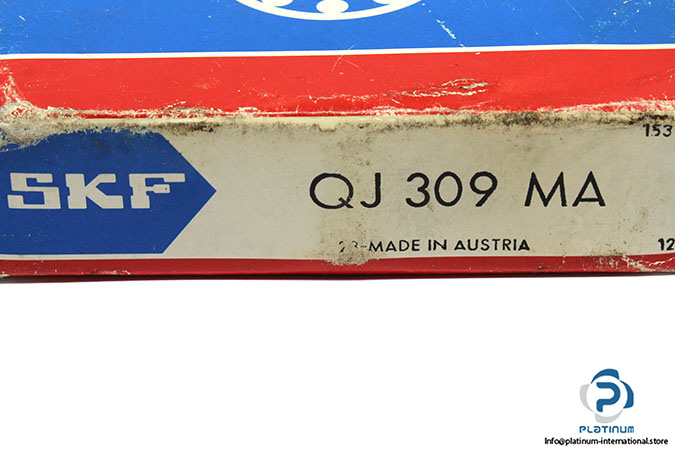 153
SKF
QJ 309 MA
-MADE IN AUSTRIA
12
P
PLATINUM
Info@platinum-international.store